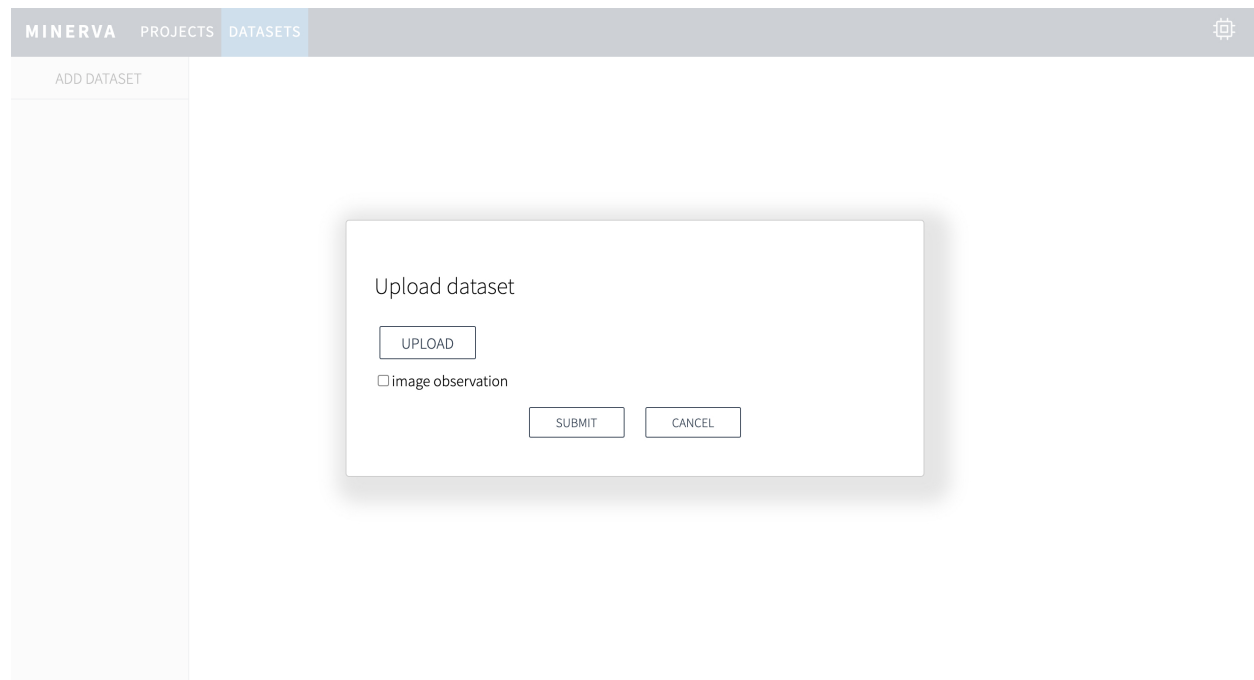 MINERVA PROJECTS DATASETS
ADD DATASET
Upload dataset
UPLOAD
image observation
SUBMIT CANCEL